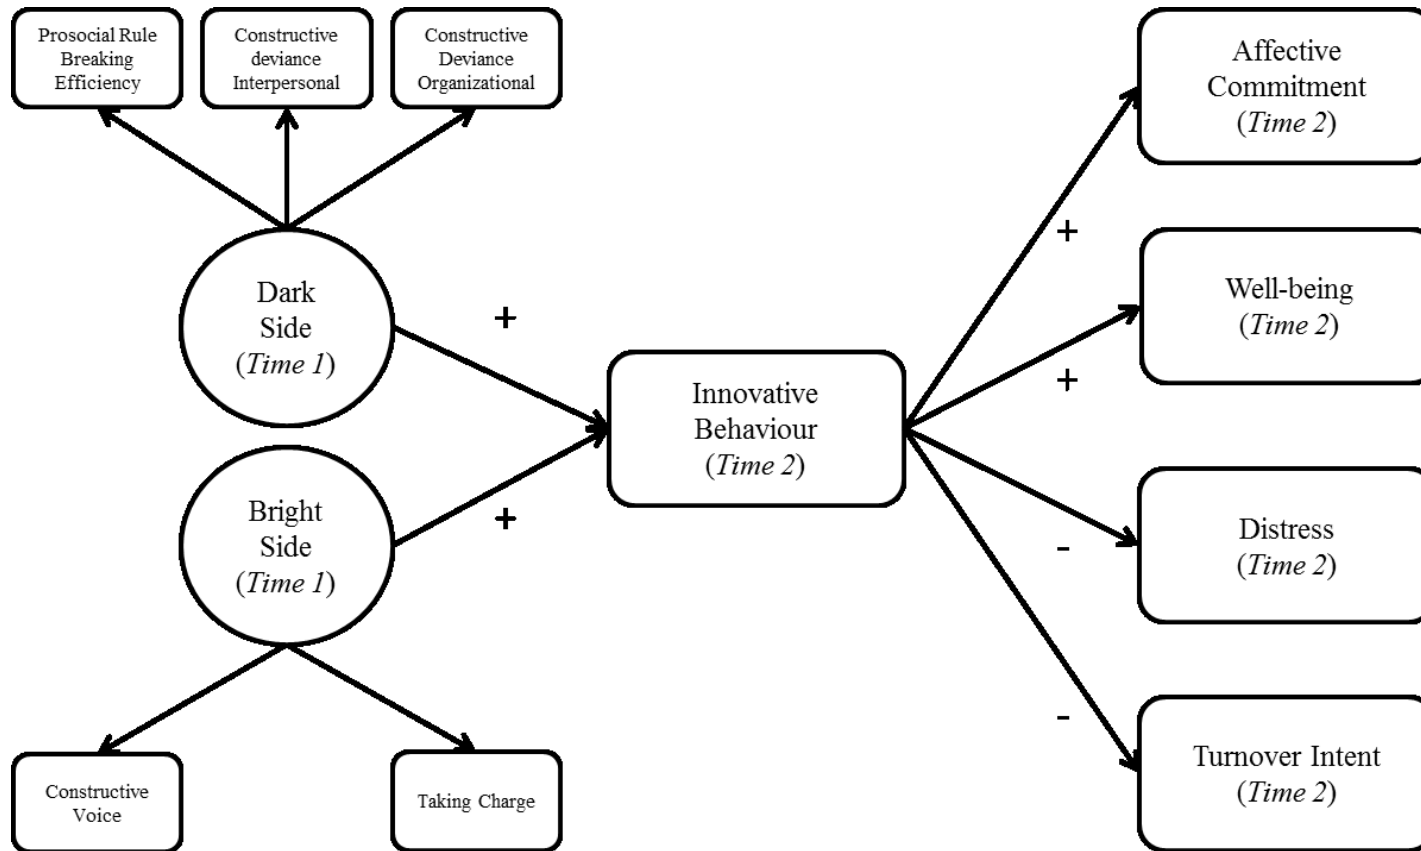 Prosocial Rule
Breaking
Efficiency
Constructive
deviance
Interpersonal
Constructive
Deviance
Organizational
Affective
Commitment
(Time 2)
Dark
Side
(Time 1)
+
+
Well-being
(Time 2)
+
Innovative
Behaviour
(Time 2)
Bright
Side
(Time 1)
+
-
Distress
(Time 2)
-
Turnover Intent
(Time 2)
Constructive
Voice
Taking Charge